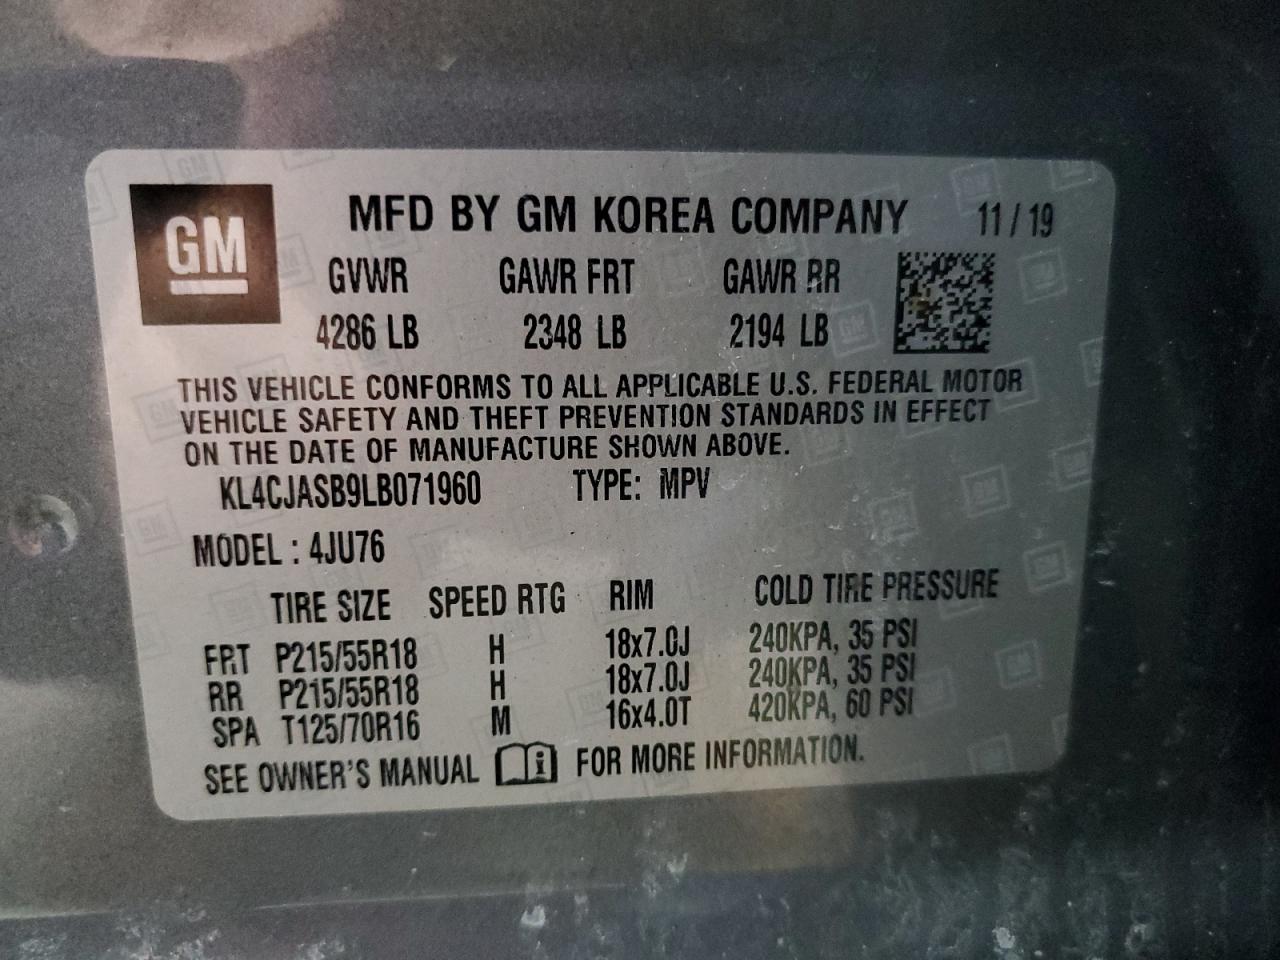 GM
MFD BY GM KOREA COMPANY 11 / 19
GVWR GAWR FRT GAWR RR
4286 LB 2348 LB 2194 LB
THIS VEHICLE CONFORMS TO ALL APPLICABLE U.S. FEDERAL MOTOR
VEHICLE SAFETY AND THEFT PREVENTION STANDARDS IN EFFECT
ON THE DATE OF MANUFACTURE SHOWN ABOVE.
KL4CJASB9LB071960 TYPE: MPV
MODEL : 4JU76
TIRE SIZE SPEED RTG RIM COLD TIRE PRESSURE
FRT P215/55R18 H 18x7.0J 240KPA, 35 PSI
RR P215/55R18 H 18x7.0J 240KPA, 35 PSI
SPA T125/70R16 M 16x4.0T 420KPA, 60 PSI
SEE OWNER'S MANUAL i FOR MORE INFORMATION.